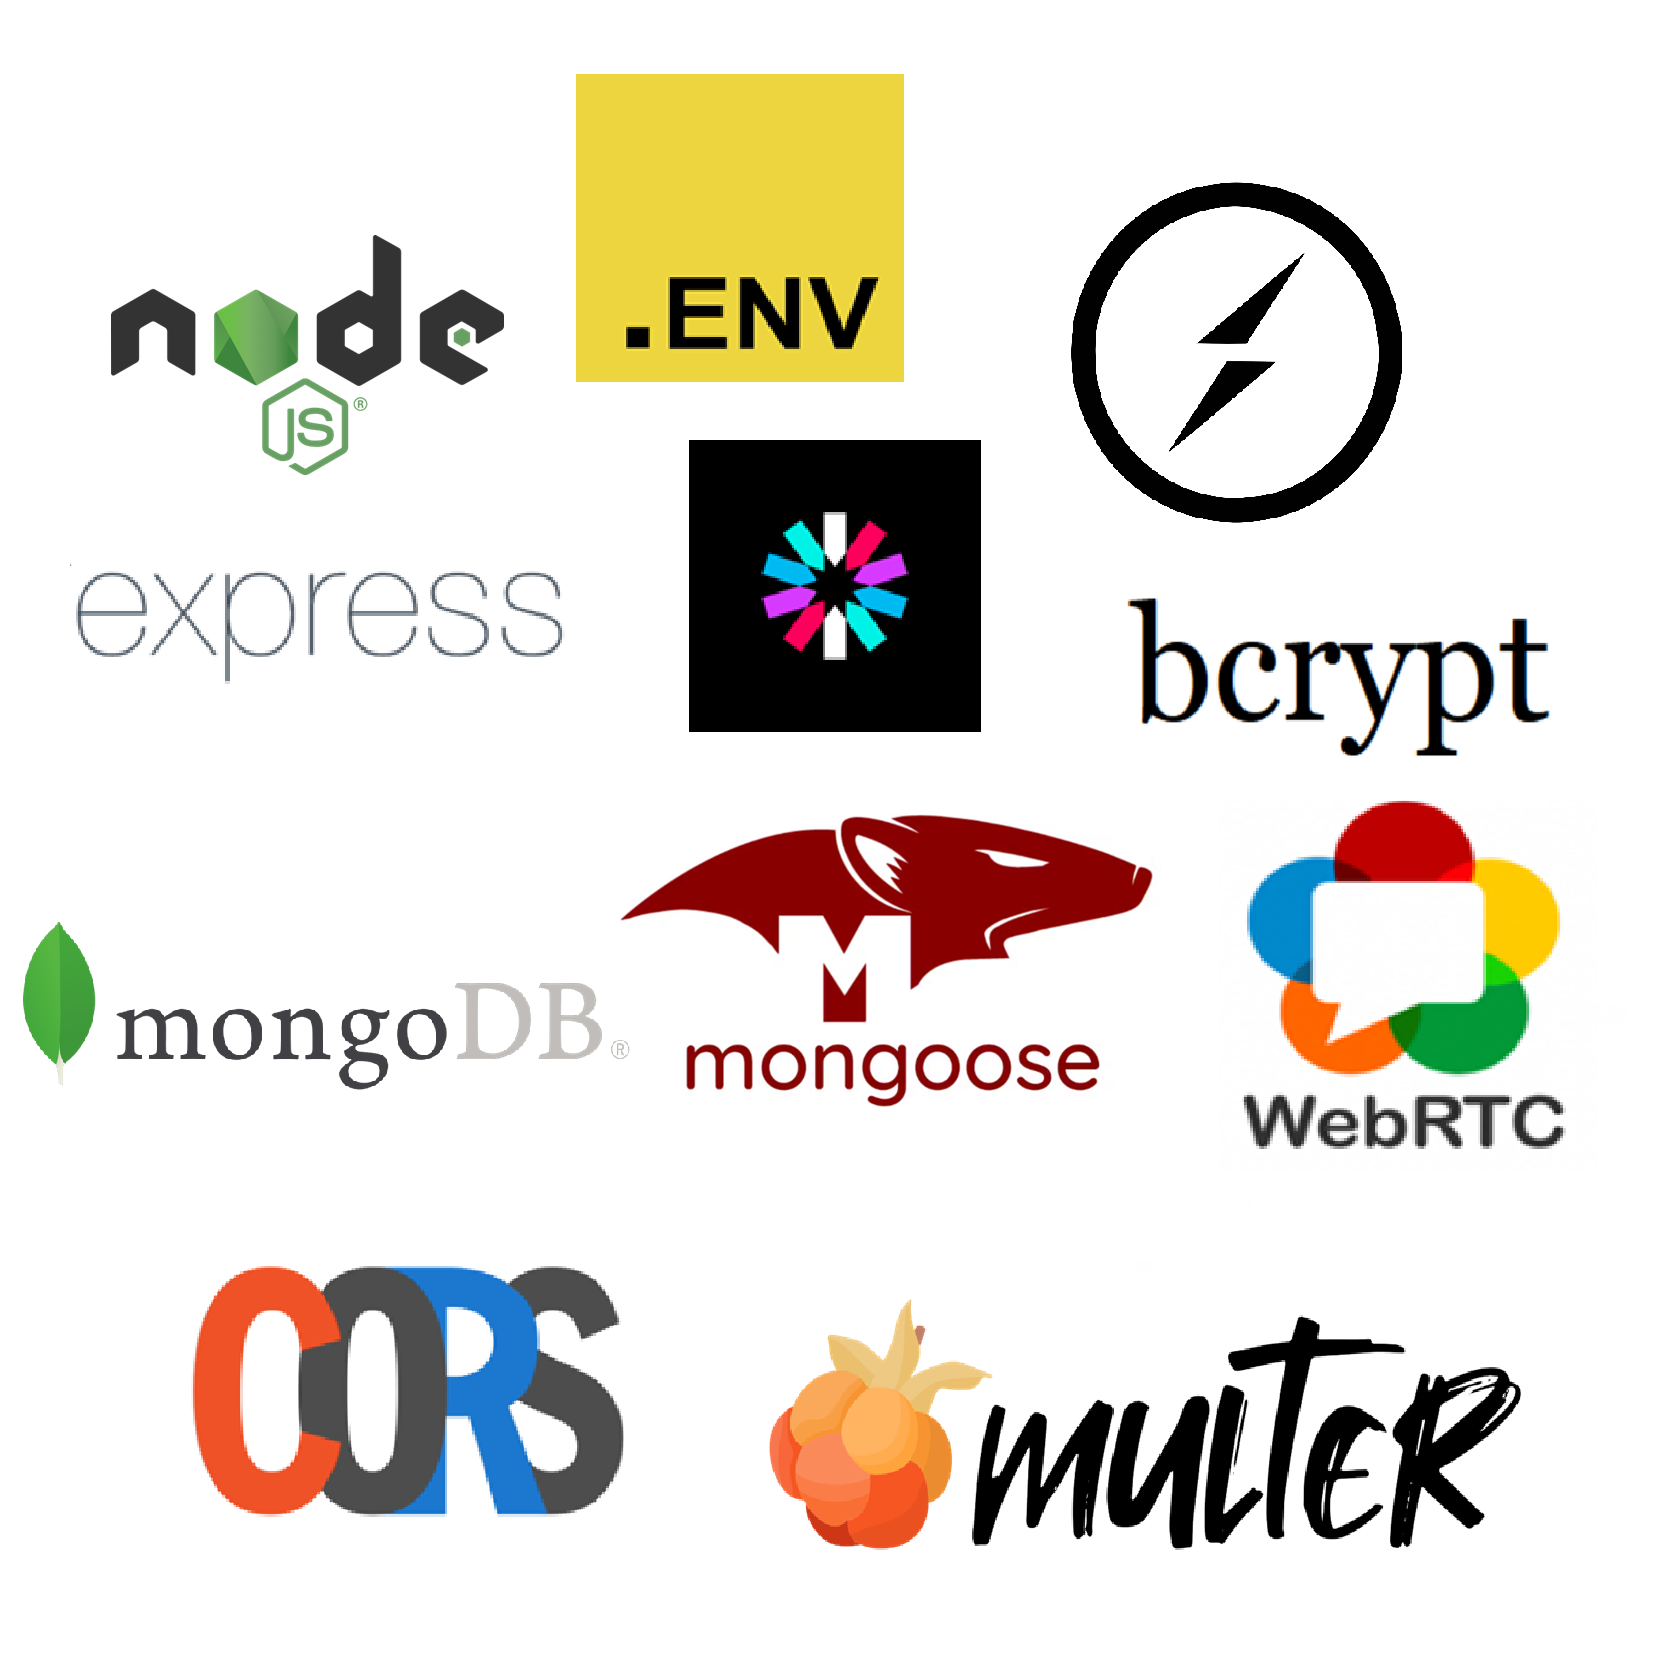 node
JS®
.ENV
express
bcrypt
mongoDB®
M
mongoose
WebRTC
CORS
MULTER